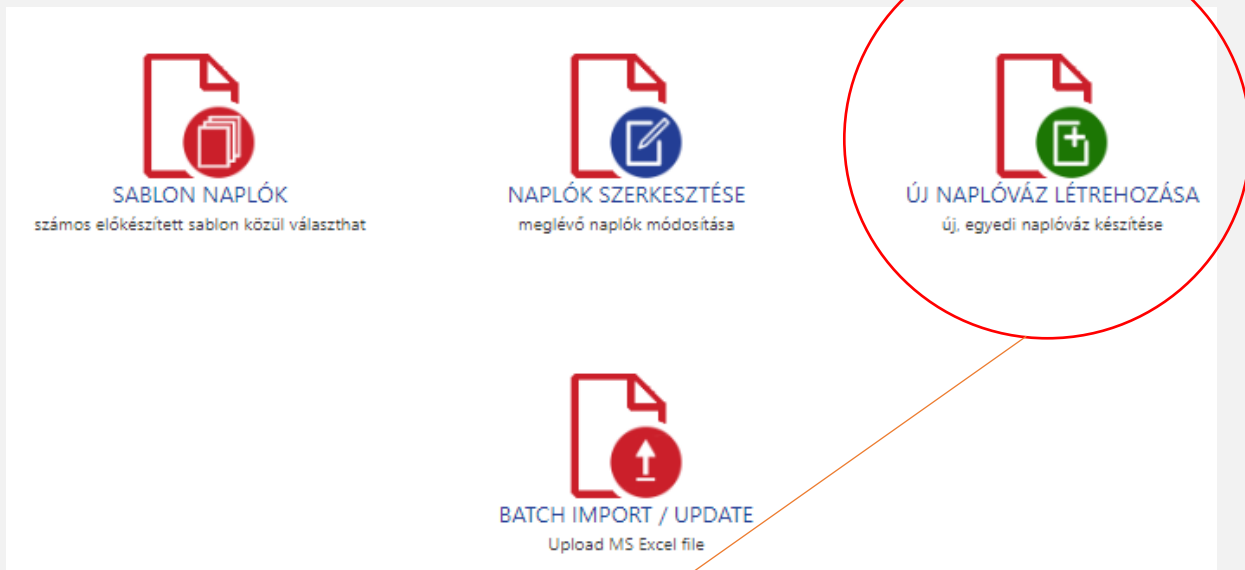 SABLON NAPLÓK
számos előkészített sablon közül választhat
NAPLÓK SZERKESZTÉSE
meglévő naplók módosítása
ÚJ NAPLÓVÁZ LÉTREHOZÁSA
új, egyedi naplóváz készítése
BATCH IMPORT / UPDATE
Upload MS Excel file